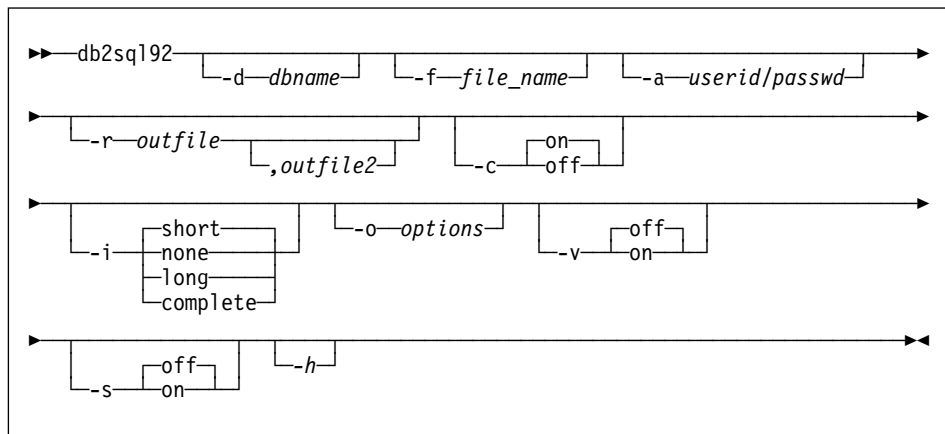 db2sql92
-d dbname -f file_name -a userid/passwd
-r outfile on
,outfile2 -c off
short -o options off
-i none -v on
long
complete
off -h
-s on